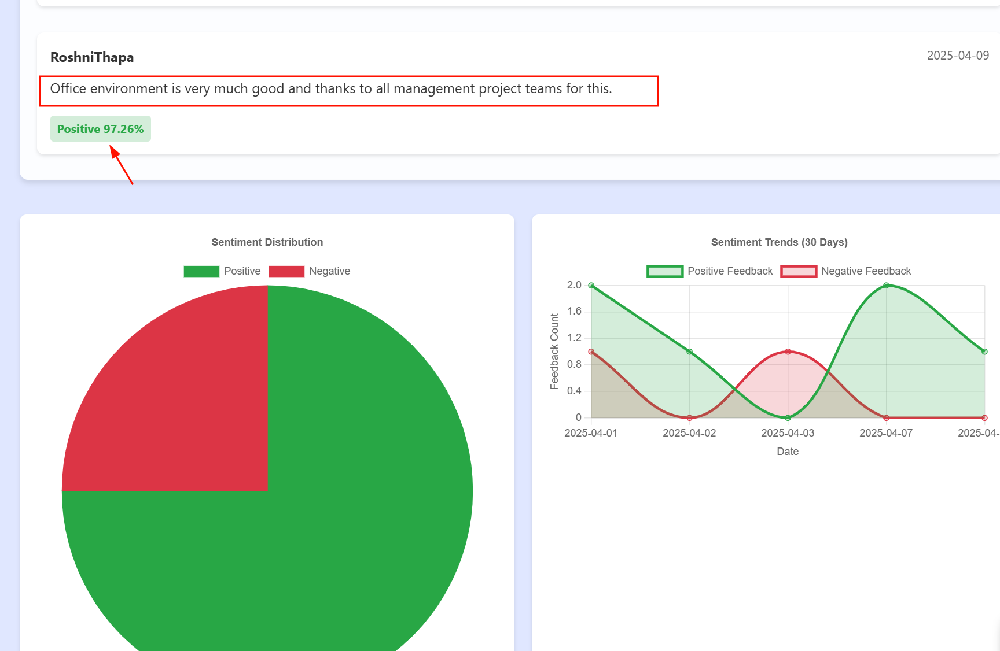 RoshniThapa
2025-04-09
Office environment is very much good and thanks to all management project teams for this.
Positive 97.26%
Sentiment Distribution
Positive
Negative
Sentiment Trends (30 Days)
Positive Feedback
Negative Feedback
2.0
1.6
1.2
0.8
0.4
0
Feedback Count
2025-04-01
2025-04-02
2025-04-03
2025-04-07
2025-04-
Date